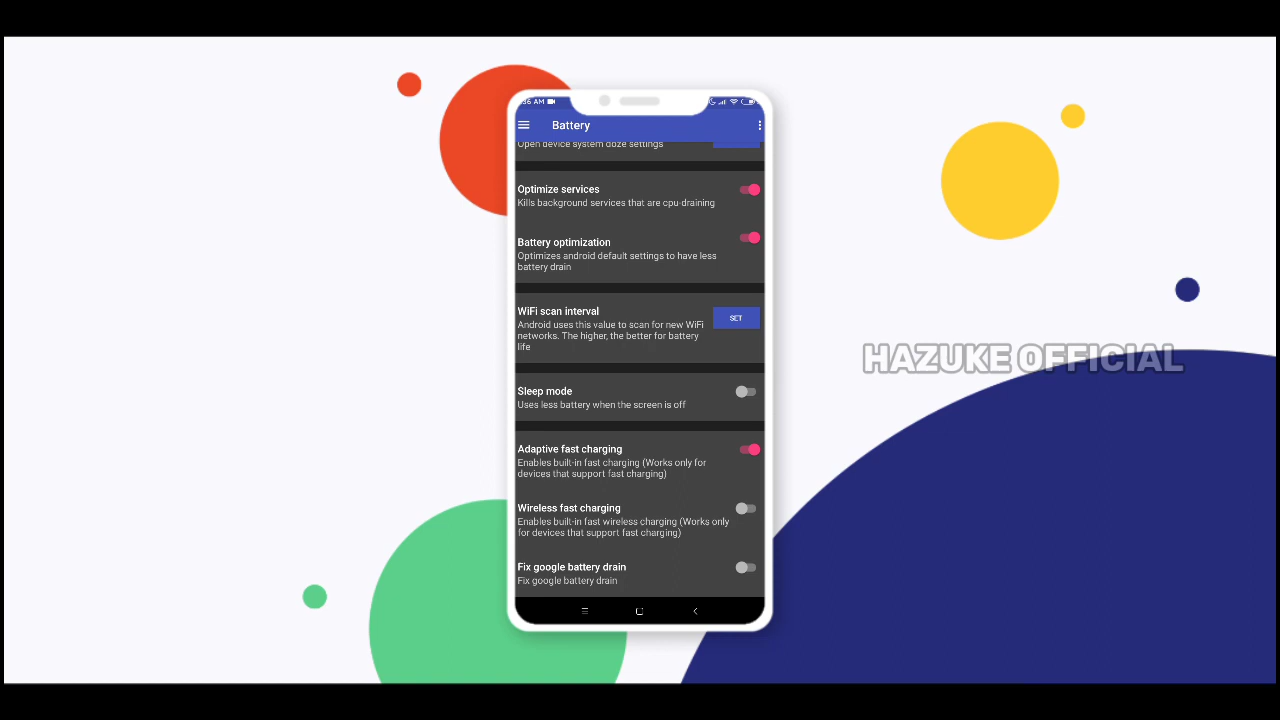 :36 AM
Battery
Open device system doze settings
Optimize services
Kills background services that are cpu-draining
Battery optimization
Optimizes android default settings to have less
battery drain
WiFi scan interval
SET
Android uses this value to scan for new WiFi
networks. The higher, the better for battery
life
HAZUKE OFFICIAL
Sleep mode
Uses less battery when the screen is off
Adaptive fast charging
Enables built-in fast charging (Works only for
devices that support fast charging)
Wireless fast charging
Enables built-in fast wireless charging (Works only
for devices that support fast charging)
Fix google battery drain
Fix google battery drain